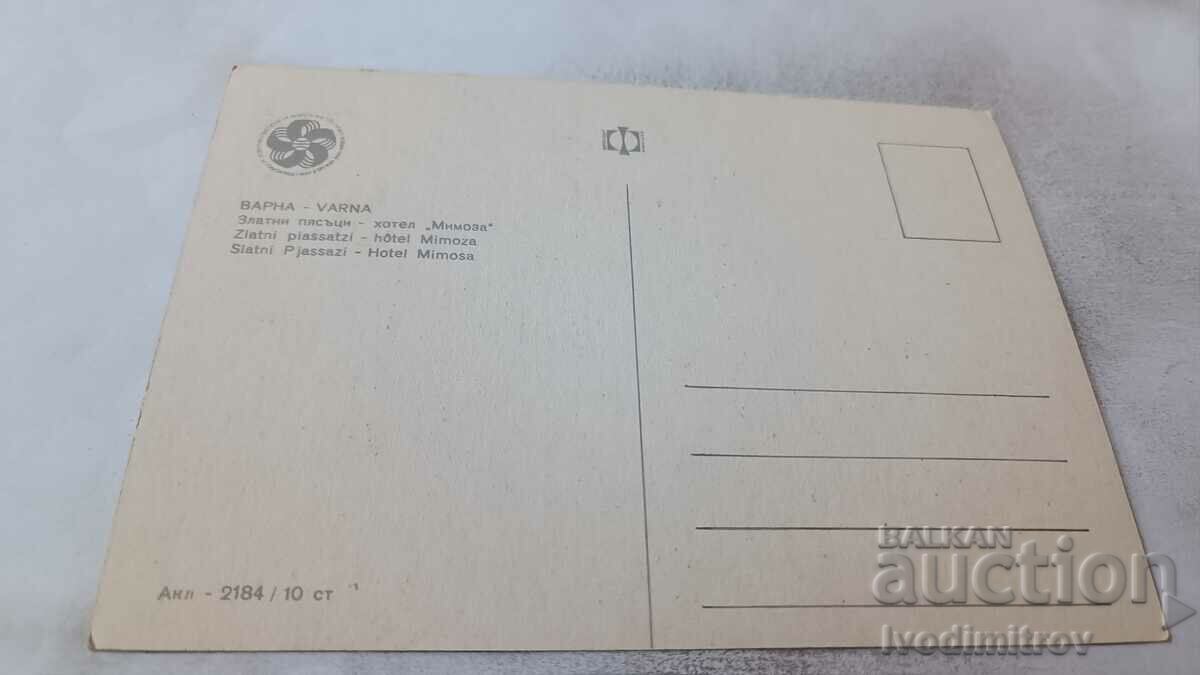 ВАРНА - VARNA
Златни пясъци - хотел „Мимоза“
Zlatni piassatzi - hôtel Mimoza
Slatni Pjassazi - Hotel Mimosa
Акл - 2184 / 10 ст
BALKAN
auction
Ivodimitrov